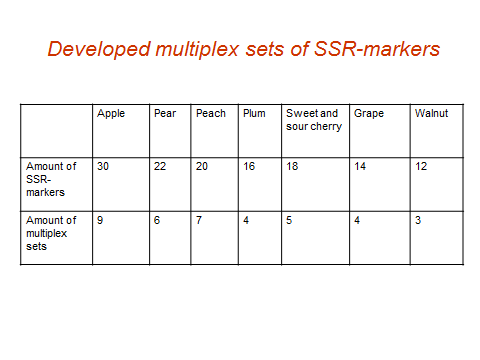 Developed multiplex sets of SSR-markers
Apple Pear Peach Plum Sweet and sour cherry Grape Walnut
Amount of SSR-markers 30 22 20 16 18 14 12
Amount of multiplex sets 9 6 7 4 5 4 3